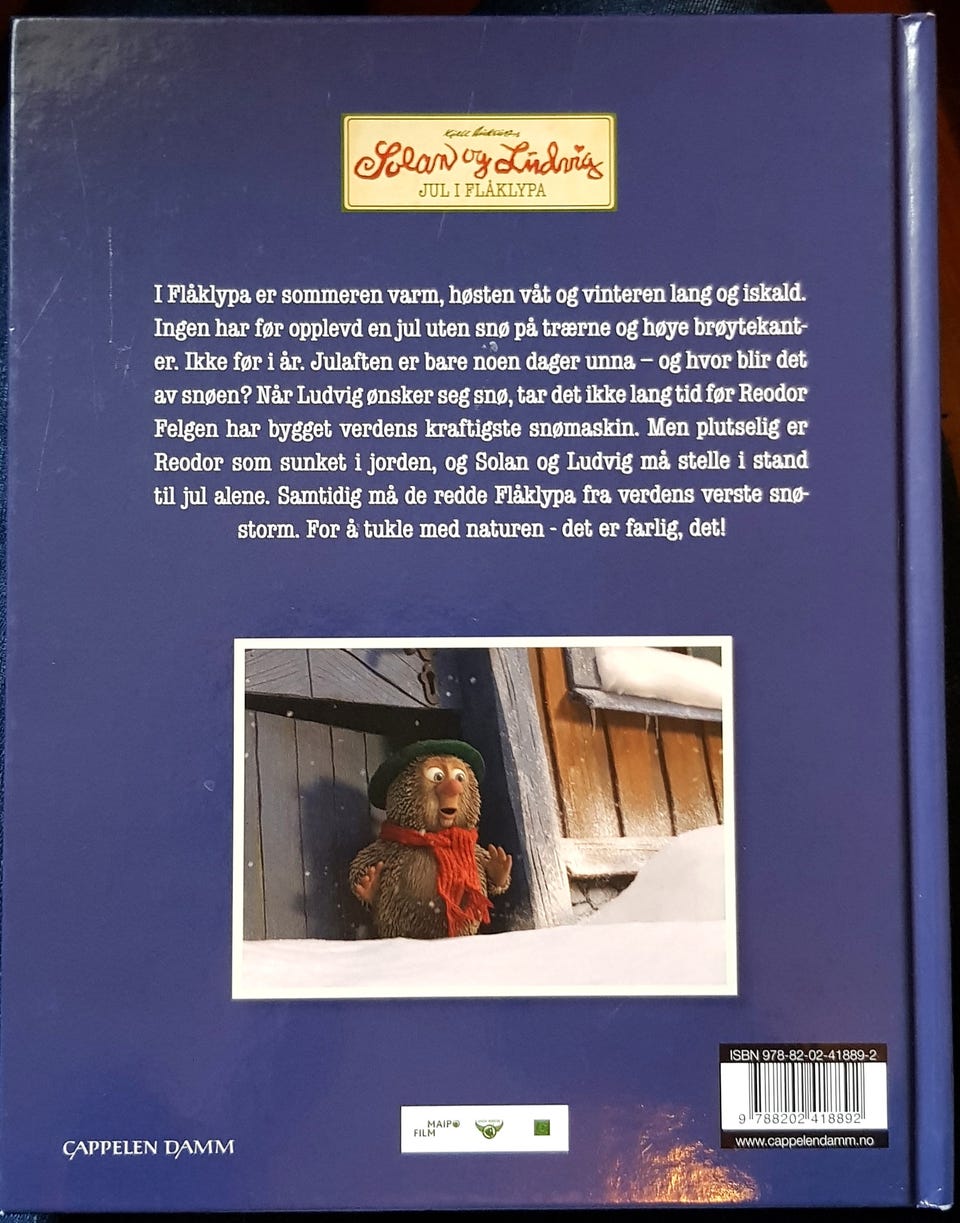 Kjell Aukrusts
Solan og Ludvig
JUL I FLÅKLYPA
I Flåklypa er sommeren varm, høsten våt og vinteren lang og iskald.
Ingen har før opplevd en jul uten snø på trærne og høye brøytekant-
er. Ikke før i år. Julaften er bare noen dager unna – og hvor blir det
av snøen? Når Ludvig ønsker seg snø, tar det ikke lang tid før Reodor
Felgen har bygget verdens kraftigste snømaskin. Men plutselig er
Reodor som sunket i jorden, og Solan og Ludvig må stelle i stand
til jul alene. Samtidig må de redde Flåklypa fra verdens verste snø-
storm. For å tukle med naturen - det er farlig, det!
ISBN 978-82-02-41889-2
9 788202 418892
www.cappelendamm.no
MAIPO
FILM
CAPPELEN DAMM